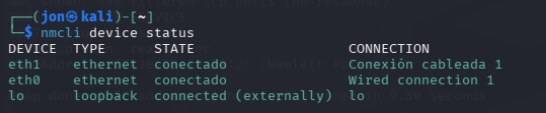 ┌──(jon㉿kali)-[~]
└─$ nmcli device status
DEVICE  TYPE      STATE                   CONNECTION
eth1    ethernet  conectado               Conexión cableada 1
eth0    ethernet  conectado               Wired connection 1
lo      loopback  connected (externally)  lo